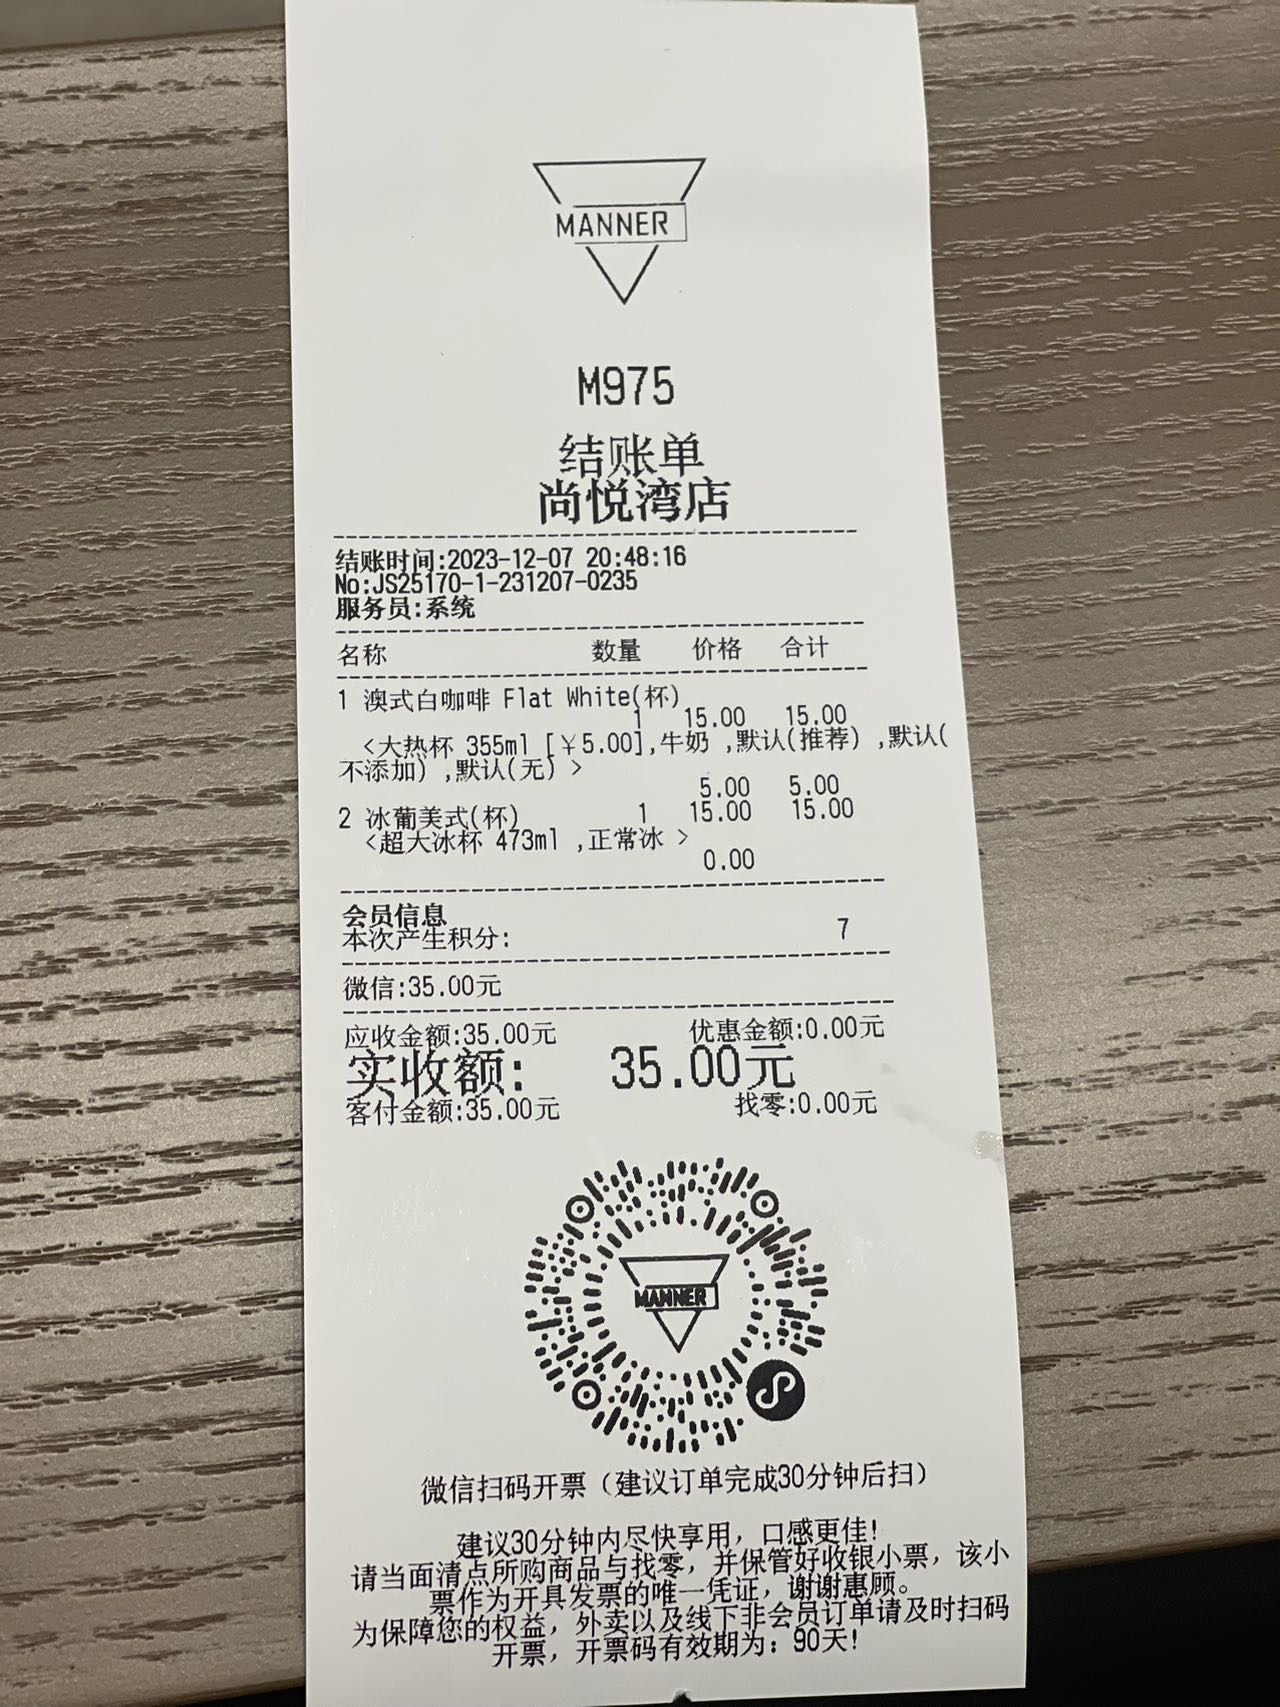 MANNER
M975
结账单
尚悦湾店
结账时间:2023-12-07 20:48:16
No:JS25170-1-231207-0235
服务员:系统
名称 数量 价格 合计
1 澳式白咖啡 Flat White(杯)
1 15.00 15.00
<大热杯 355ml [￥5.00],牛奶 ,默认(推荐) ,默认(
不添加) ,默认(无) >
5.00 5.00
2 冰葡美式(杯) 1 15.00 15.00
<超大冰杯 473ml ,正常冰 >
0.00
会员信息
本次产生积分: 7
微信:35.00元
应收金额:35.00元 优惠金额:0.00元
实收额: 35.00元
客付金额:35.00元 找零:0.00元
MANNER
微信扫码开票（建议订单完成30分钟后扫）
建议30分钟内尽快享用，口感更佳!
请当面清点所购商品与找零，并保管好收银小票，该小
票作为开具发票的唯一凭证，谢谢惠顾。
为保障您的权益，外卖以及线下非会员订单请及时扫码
开票，开票码有效期为：90天!